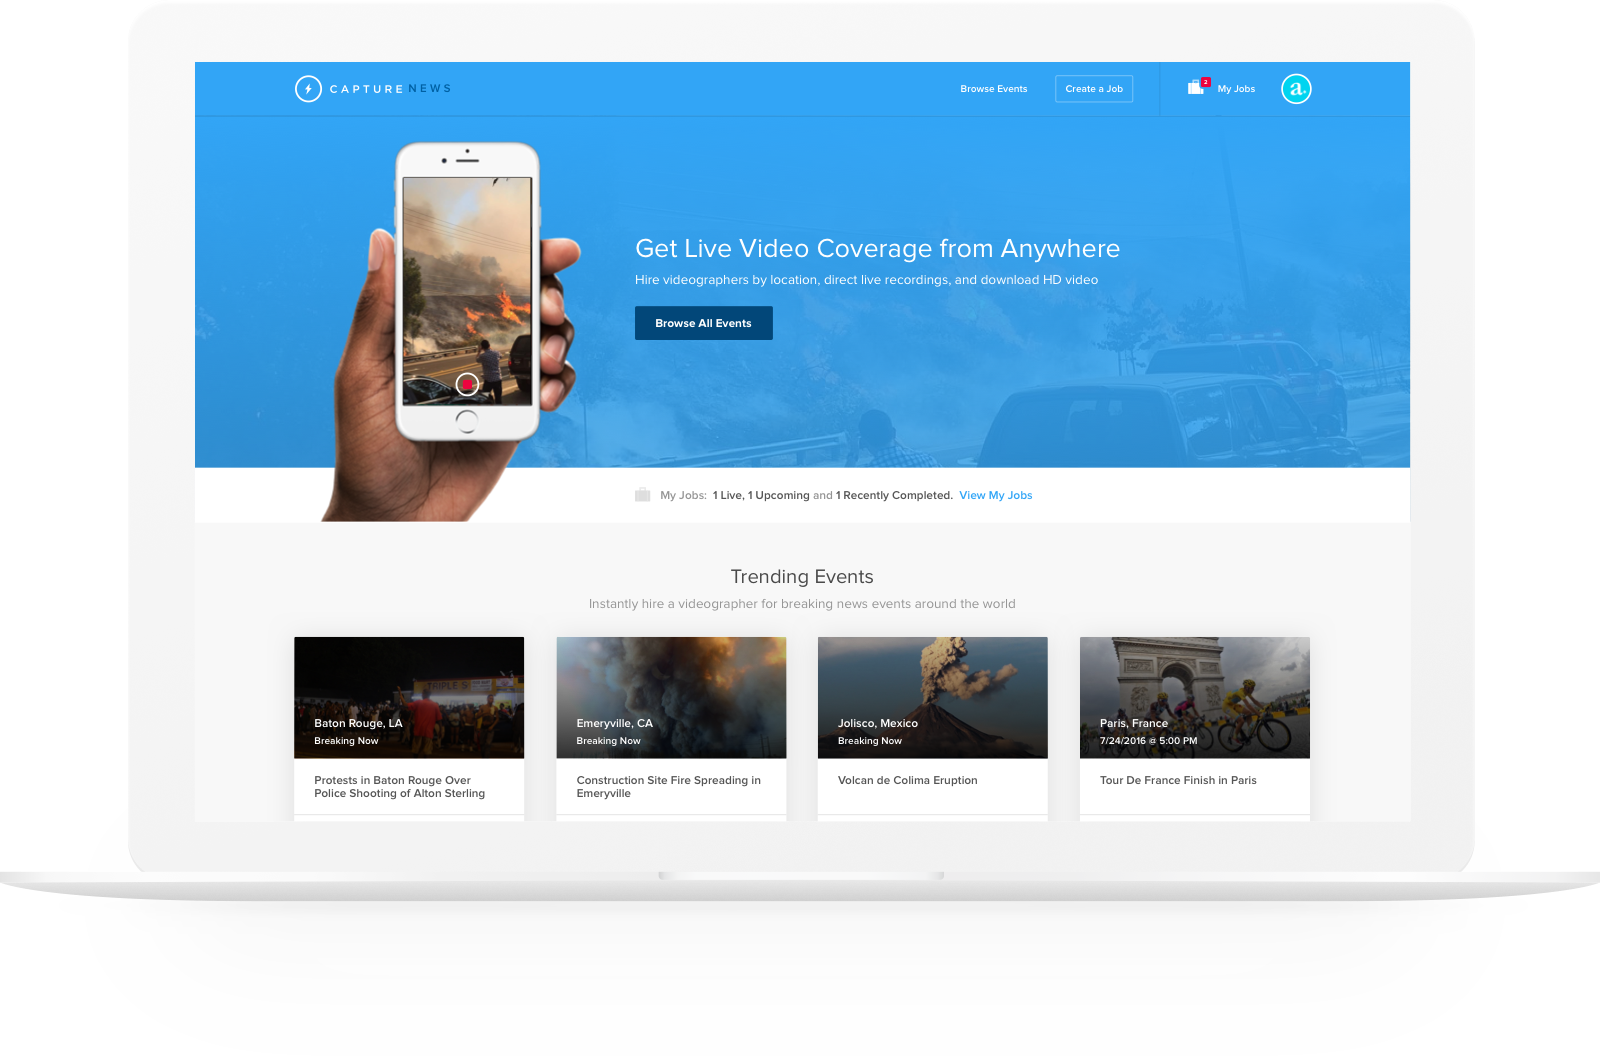 CAPTURE NEWS
Browse Events
Create a Job
2
My Jobs
a.
Get Live Video Coverage from Anywhere
Hire videographers by location, direct live recordings, and download HD video
Browse All Events
My Jobs: 1 Live, 1 Upcoming and 1 Recently Completed. View My Jobs
Trending Events
Instantly hire a videographer for breaking news events around the world
TRIPLE S
Baton Rouge, LA
Breaking Now
Protests in Baton Rouge Over
Police Shooting of Alton Sterling
Emeryville, CA
Breaking Now
Construction Site Fire Spreading in
Emeryville
Jolisco, Mexico
Breaking Now
Volcan de Colima Eruption
Paris, France
7/24/2016 @ 5:00 PM
Tour De France Finish in Paris